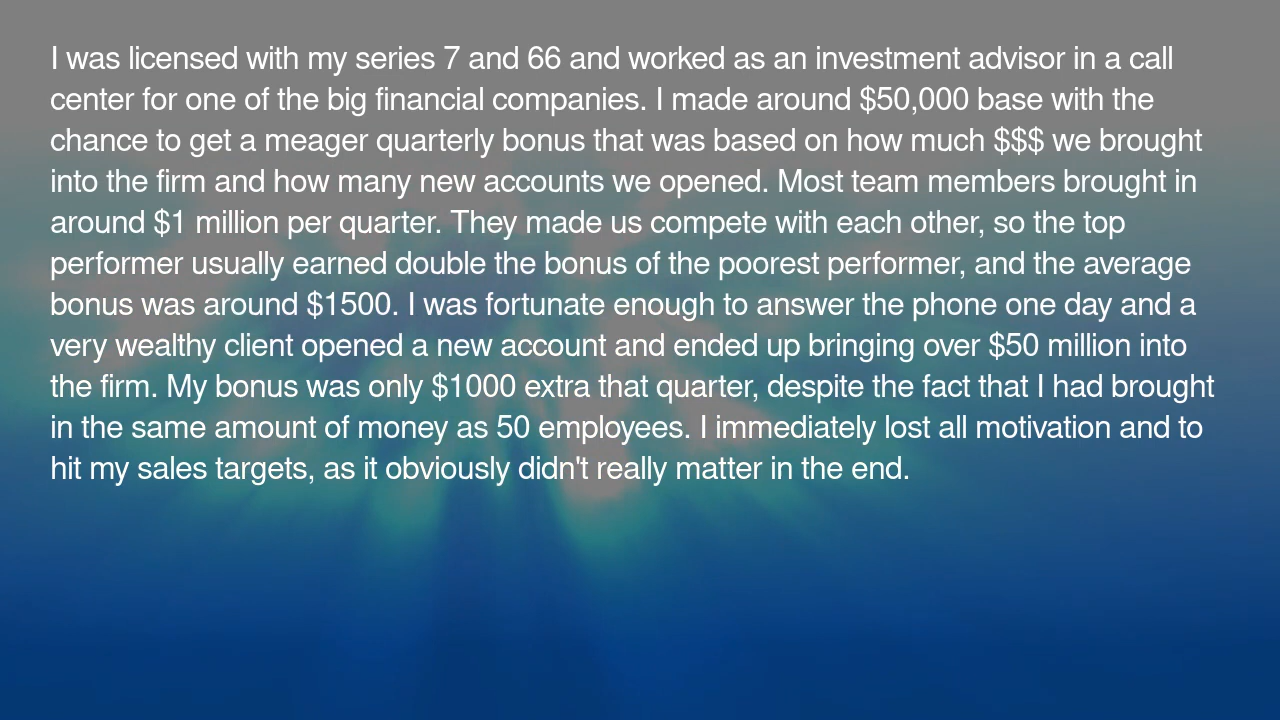 I was licensed with my series 7 and 66 and worked as an investment advisor in a call
center for one of the big financial companies. I made around $50,000 base with the
chance to get a meager quarterly bonus that was based on how much $$$ we brought
into the firm and how many new accounts we opened. Most team members brought in
around $1 million per quarter. They made us compete with each other, so the top
performer usually earned double the bonus of the poorest performer, and the average
bonus was around $1500. I was fortunate enough to answer the phone one day and a
very wealthy client opened a new account and ended up bringing over $50 million into
the firm. My bonus was only $1000 extra that quarter, despite the fact that I had brought
in the same amount of money as 50 employees. I immediately lost all motivation and to
hit my sales targets, as it obviously didn't really matter in the end.